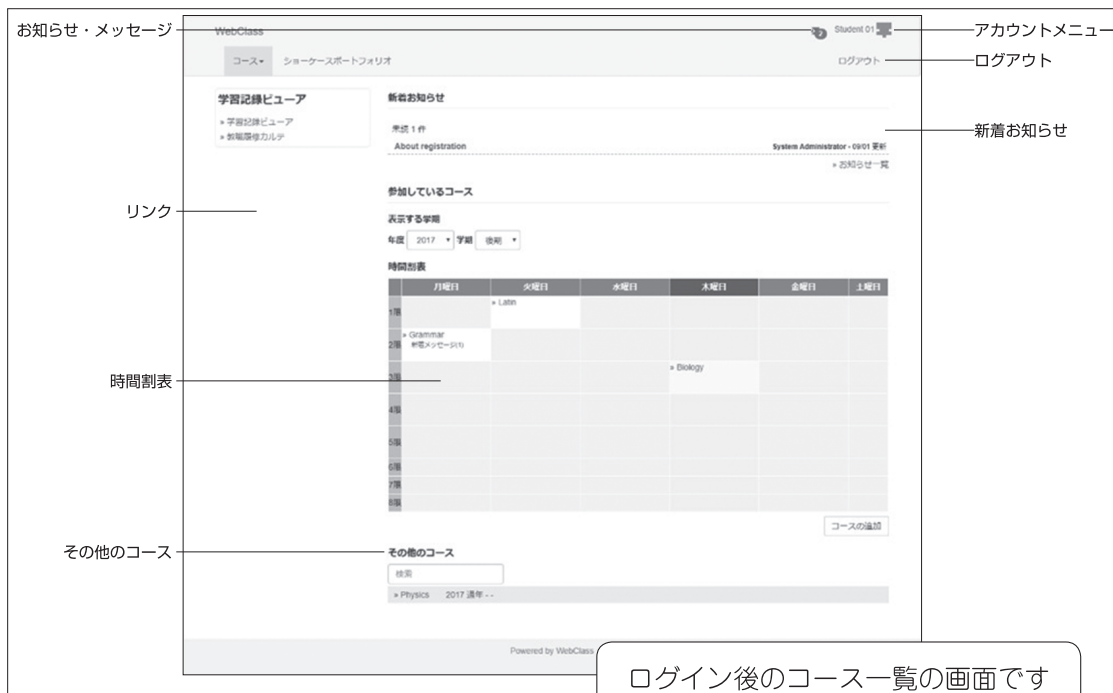 お知らせ・メッセージ
WebClass
Student 01
アカウントメニュー
コース▾ ショーケースポートフォリオ
ログアウト
ログアウト
学習記録ビューア
» 学習記録ビューア
» 教職履修カルテ
新着お知らせ
未読 1 件
About registration System Administrator - 09/01 更新
新着お知らせ
» お知らせ一覧
リンク
参加しているコース
表示する学期
年度 2017 学期 後期
時間割表
月曜日 火曜日 水曜日 木曜日 金曜日 土曜日
1限 » Latin
2限 » Grammar
新着メッセージ(1)
時間割表
3限 » Biology
4限
5限
6限
7限
8限
コースの追加
その他のコース
その他のコース
検索
» Physics 2017 通年 - -
Powered by WebClass
ログイン後のコース一覧の画面です